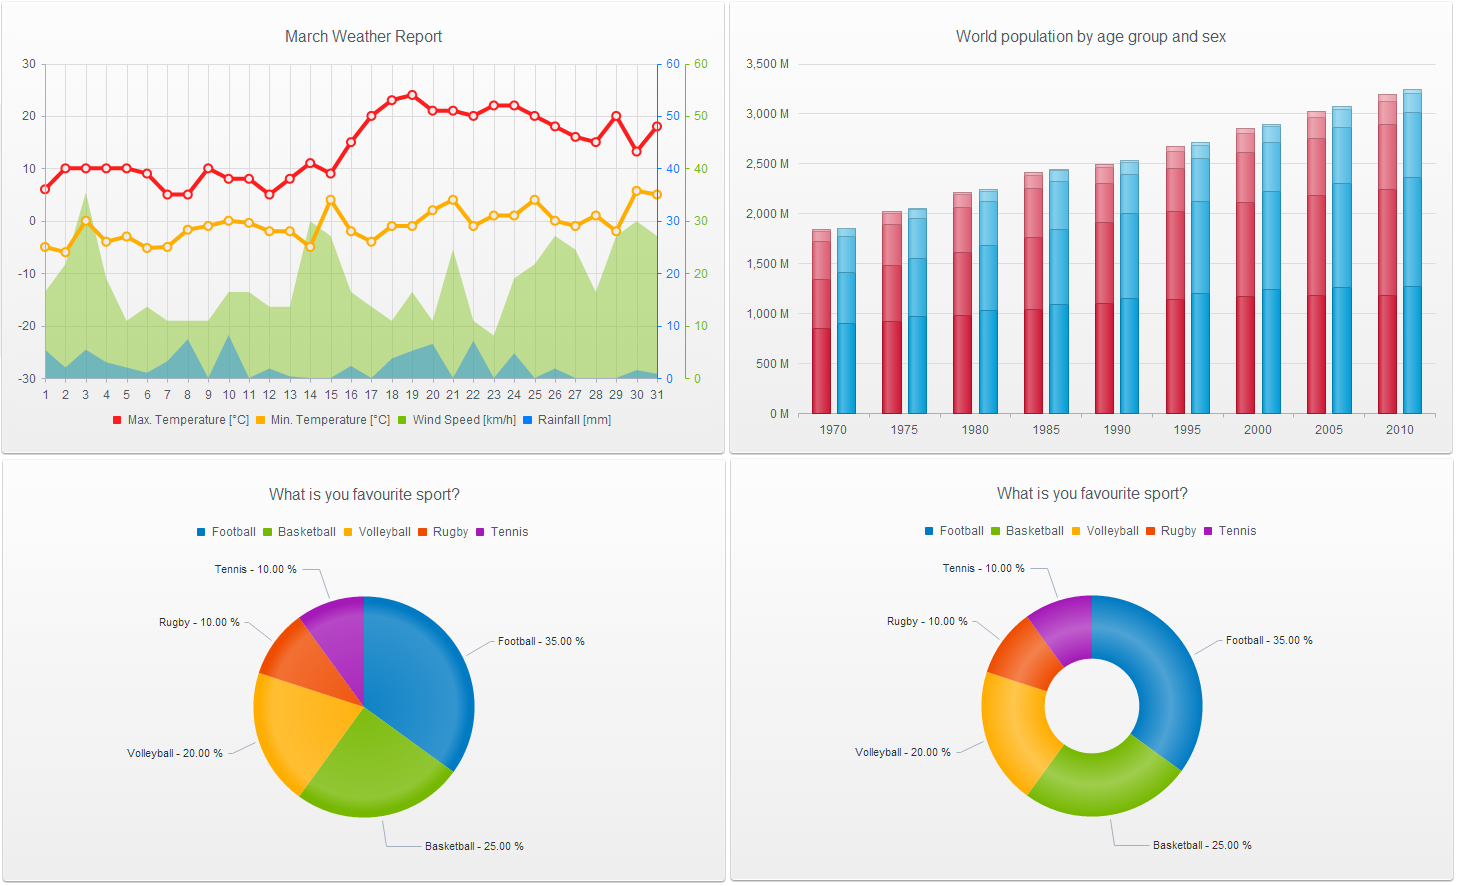 March Weather Report
30 60 60
20 50 50
10 40 40
0 30 30
-10 20 20
-20 10 10
-30 0 0
1 2 3 4 5 6 7 8 9 10 11 12 13 14 15 16 17 18 19 20 21 22 23 24 25 26 27 28 29 30 31
Max. Temperature [°C] Min. Temperature [°C] Wind Speed [km/h] Rainfall [mm]
World population by age group and sex
3,500 M
3,000 M
2,500 M
2,000 M
1,500 M
1,000 M
500 M
0 M
1970 1975 1980 1985 1990 1995 2000 2005 2010
What is you favourite sport?
Football Basketball Volleyball Rugby Tennis
Tennis - 10.00 %
Rugby - 10.00 %
Football - 35.00 %
Volleyball - 20.00 %
Basketball - 25.00 %
What is you favourite sport?
Football Basketball Volleyball Rugby Tennis
Tennis - 10.00 %
Rugby - 10.00 %
Football - 35.00 %
Volleyball - 20.00 %
Basketball - 25.00 %